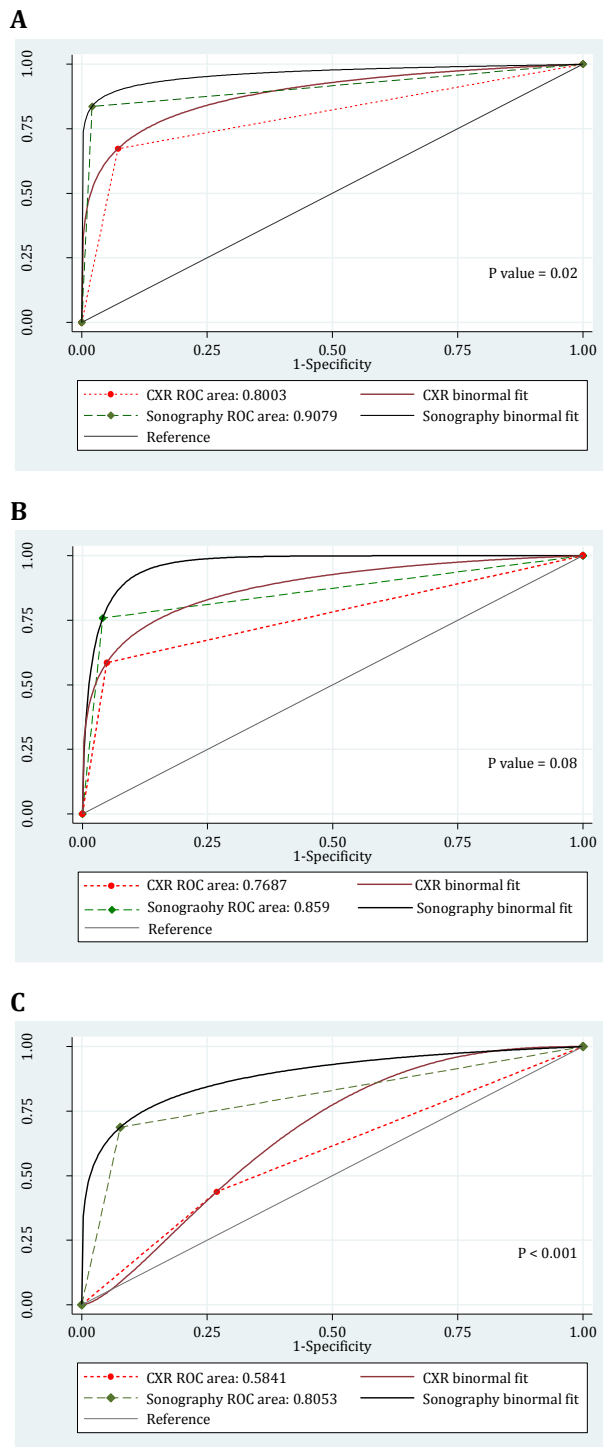 A
1.00
0.75
0.50
0.25
0.00
P value = 0.02
0.00 0.25 0.50 0.75 1.00
1-Specificity
CXR ROC area: 0.8003 CXR binormal fit
Sonography ROC area: 0.9079 Sonography binormal fit
Reference
B
1.00
0.75
0.50
0.25
0.00
P value = 0.08
0.00 0.25 0.50 0.75 1.00
1-Specificity
CXR ROC area: 0.7687 CXR binormal fit
Sonograohy ROC area: 0.859 Sonography binormal fit
Reference
C
1.00
0.75
0.50
0.25
0.00
P < 0.001
0.00 0.25 0.50 0.75 1.00
1-Specificity
CXR ROC area: 0.5841 CXR binormal fit
Sonography ROC area: 0.8053 Sonography binormal fit
Reference